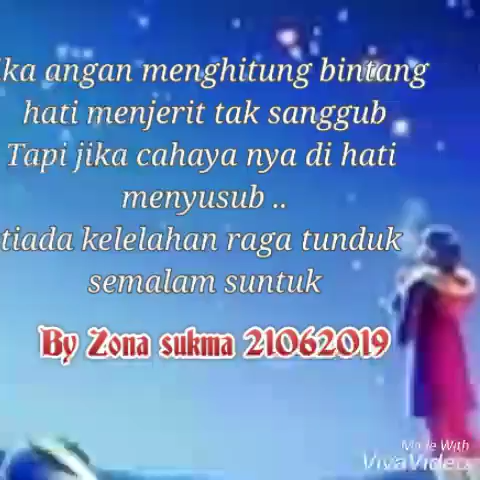 ka angan menghitung bintang
hati menjerit tak sanggub
Tapi jika cahaya nya di hati
menyusub ..
tiada kelelahan raga tunduk
semalam suntuk
By Zona sukma 21062019
Made With
VivaVideo